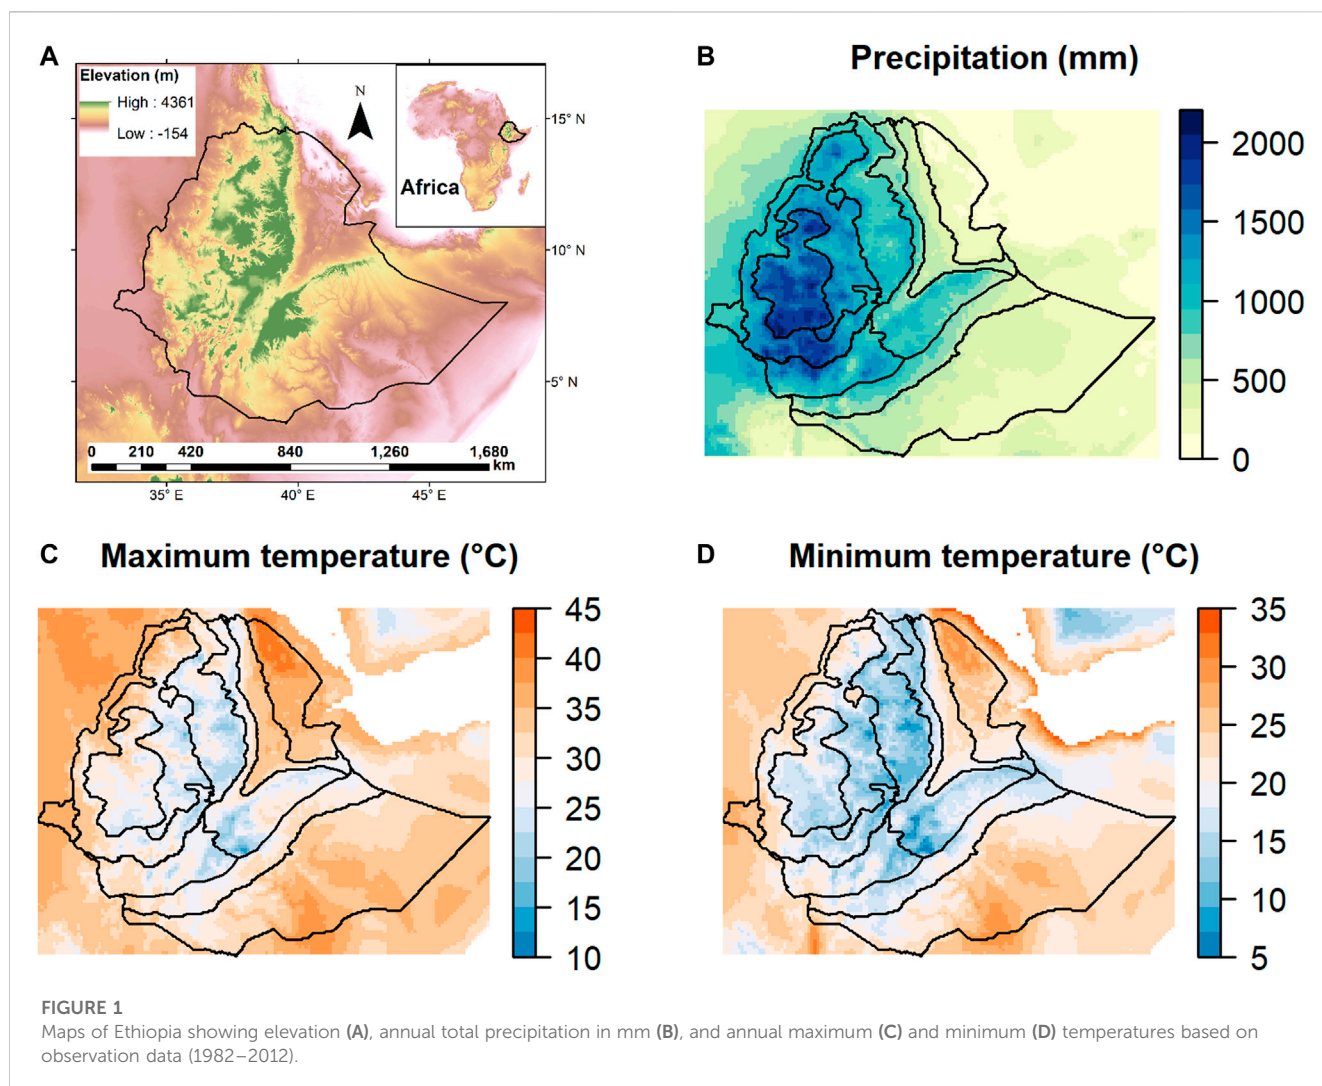 A
Elevation (m)
High : 4361
Low : -154
N
Africa
15° N
10° N
5° N
0 210 420 840 1,260 1,680
km
35° E 40° E 45° E
B Precipitation (mm)
2000
1500
1000
500
0
C Maximum temperature (°C)
45
40
35
30
25
20
15
10
D Minimum temperature (°C)
35
30
25
20
15
10
5
FIGURE 1
Maps of Ethiopia showing elevation (A), annual total precipitation in mm (B), and annual maximum (C) and minimum (D) temperatures based on
observation data (1982–2012).